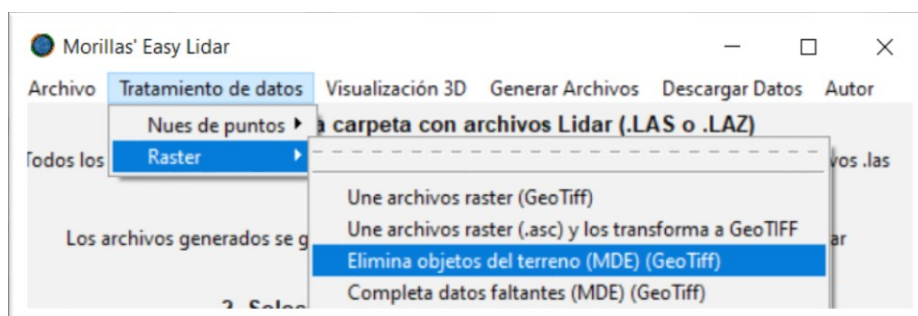 Morillas' Easy Lidar
Archivo Tratamiento de datos Visualización 3D Generar Archivos Descargar Datos Autor
Nues de puntos a carpeta con archivos Lidar (.LAS o .LAZ)
Todos los Raster vos .las
Une archivos raster (GeoTiff)
Une archivos raster (.asc) y los transforma a GeoTIFF
Los archivos generados se g ar
Elimina objetos del terreno (MDE) (GeoTiff)
Completa datos faltantes (MDE) (GeoTiff)
2. Selec